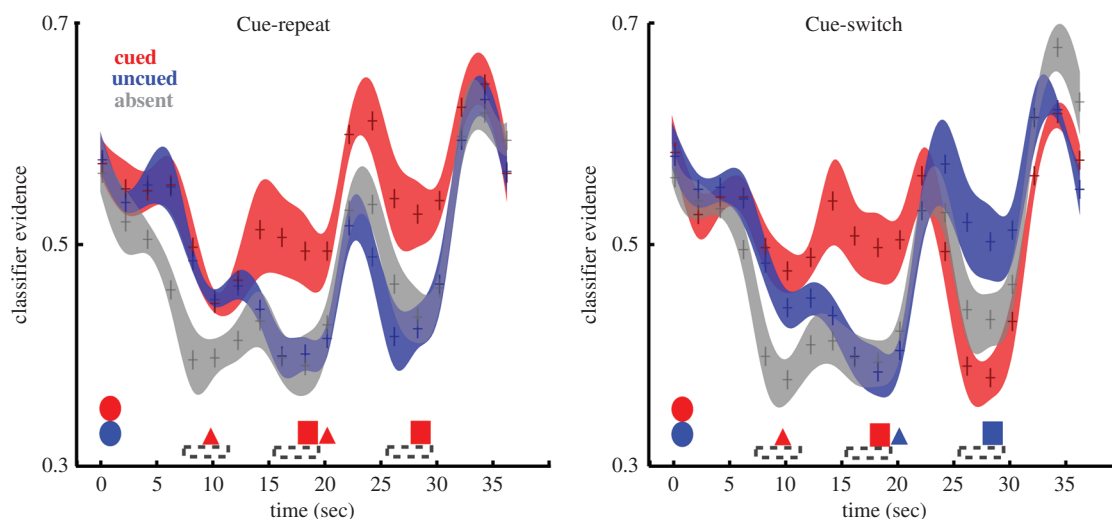 Cue-repeat
0.7
0.5
0.3
classifier evidence
cued
uncued
absent
0 5 10 15 20 25 30 35
time (sec)
Cue-switch
0.7
0.5
0.3
classifier evidence
0 5 10 15 20 25 30 35
time (sec)